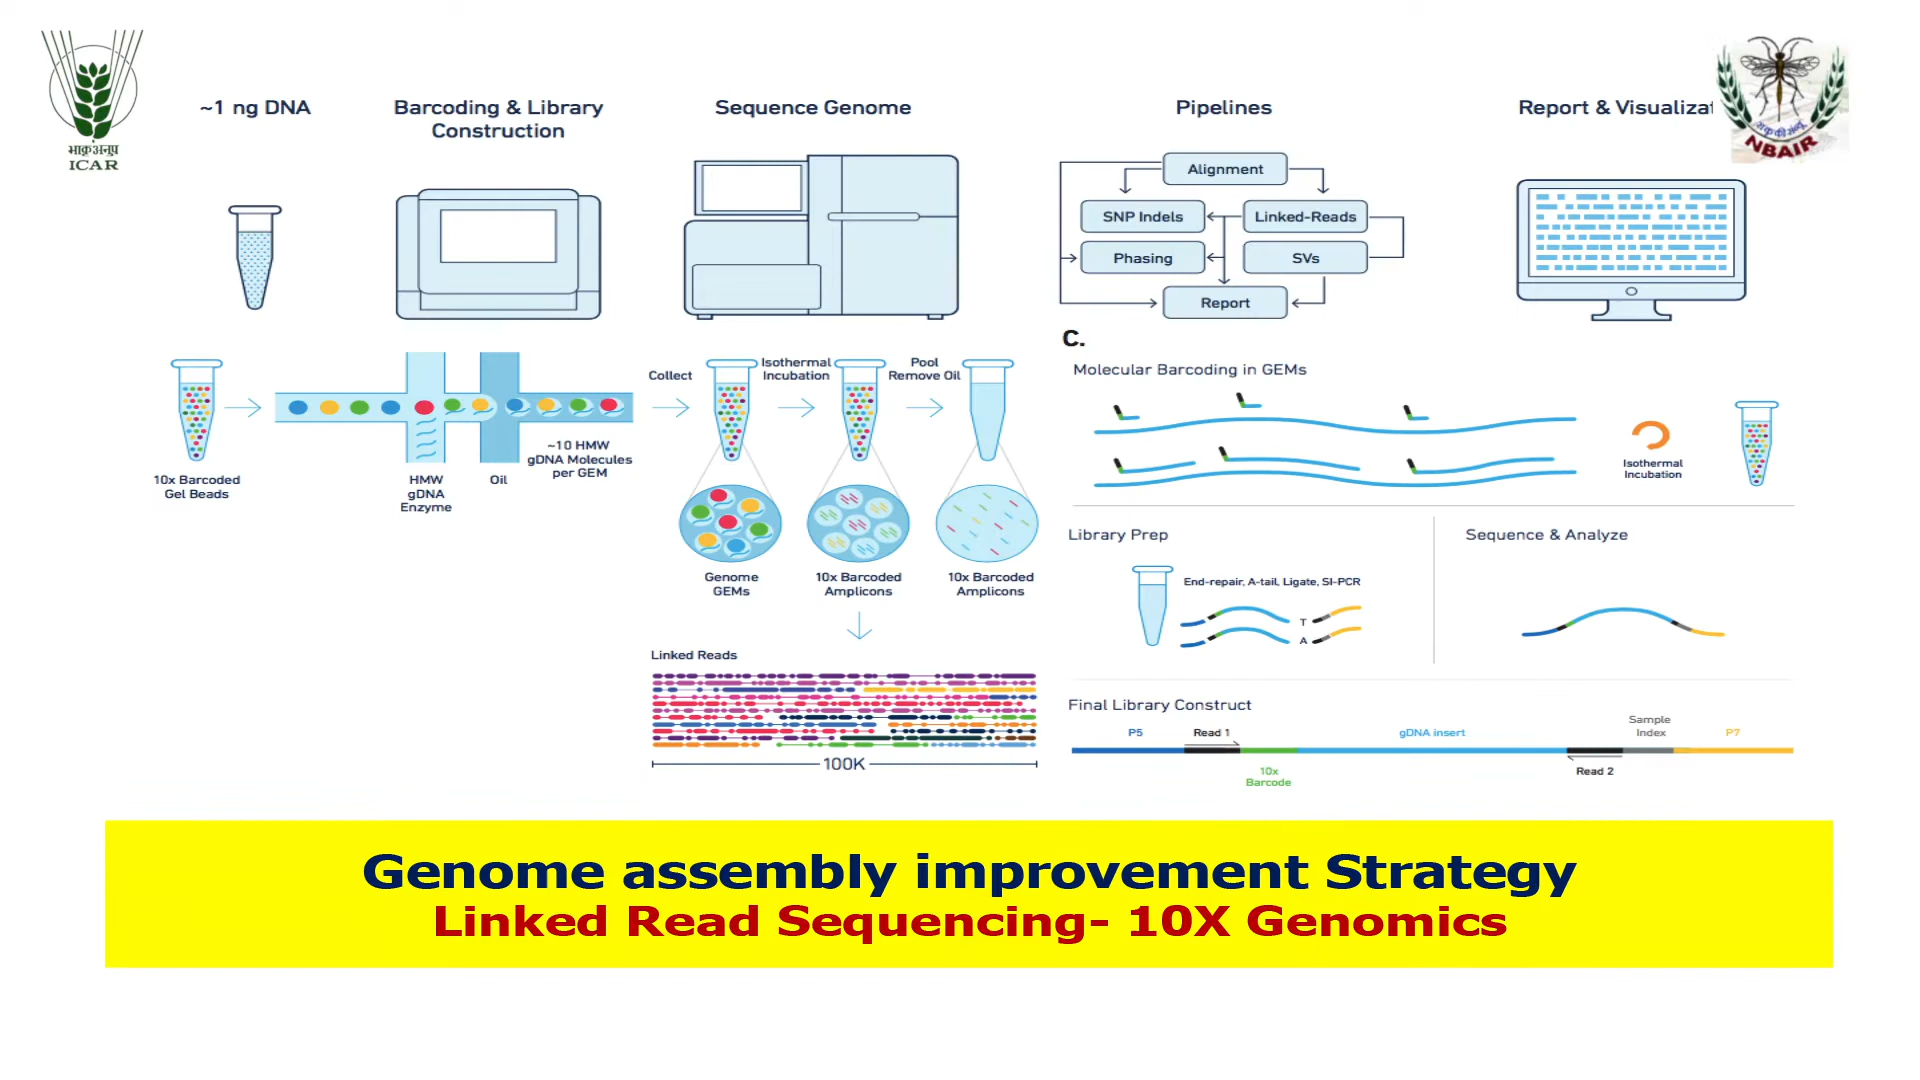 ~1 ng DNA
Barcoding & Library
Construction
Sequence Genome
Pipelines
Report & Visualizat
ICAR
NBAIR
Alignment
SNP Indels
Linked-Reads
Phasing
SVs
Report
C.
Molecular Barcoding in GEMs
Collect
Isothermal
Incubation
Pool
Remove Oil
10x Barcoded
Gel Beads
HMW
gDNA
Enzyme
Oil
~10 HMW
gDNA Molecules
per GEM
Isothermal
Incubation
Genome
GEMs
10x Barcoded
Amplicons
10x Barcoded
Amplicons
Library Prep
End-repair, A-tail, Ligate, SI-PCR
T
A
Sequence & Analyze
Linked Reads
100K
Final Library Construct
P5
Read 1
10x
Barcode
gDNA insert
Read 2
Sample
Index
P7
Genome assembly improvement Strategy
Linked Read Sequencing- 10X Genomics